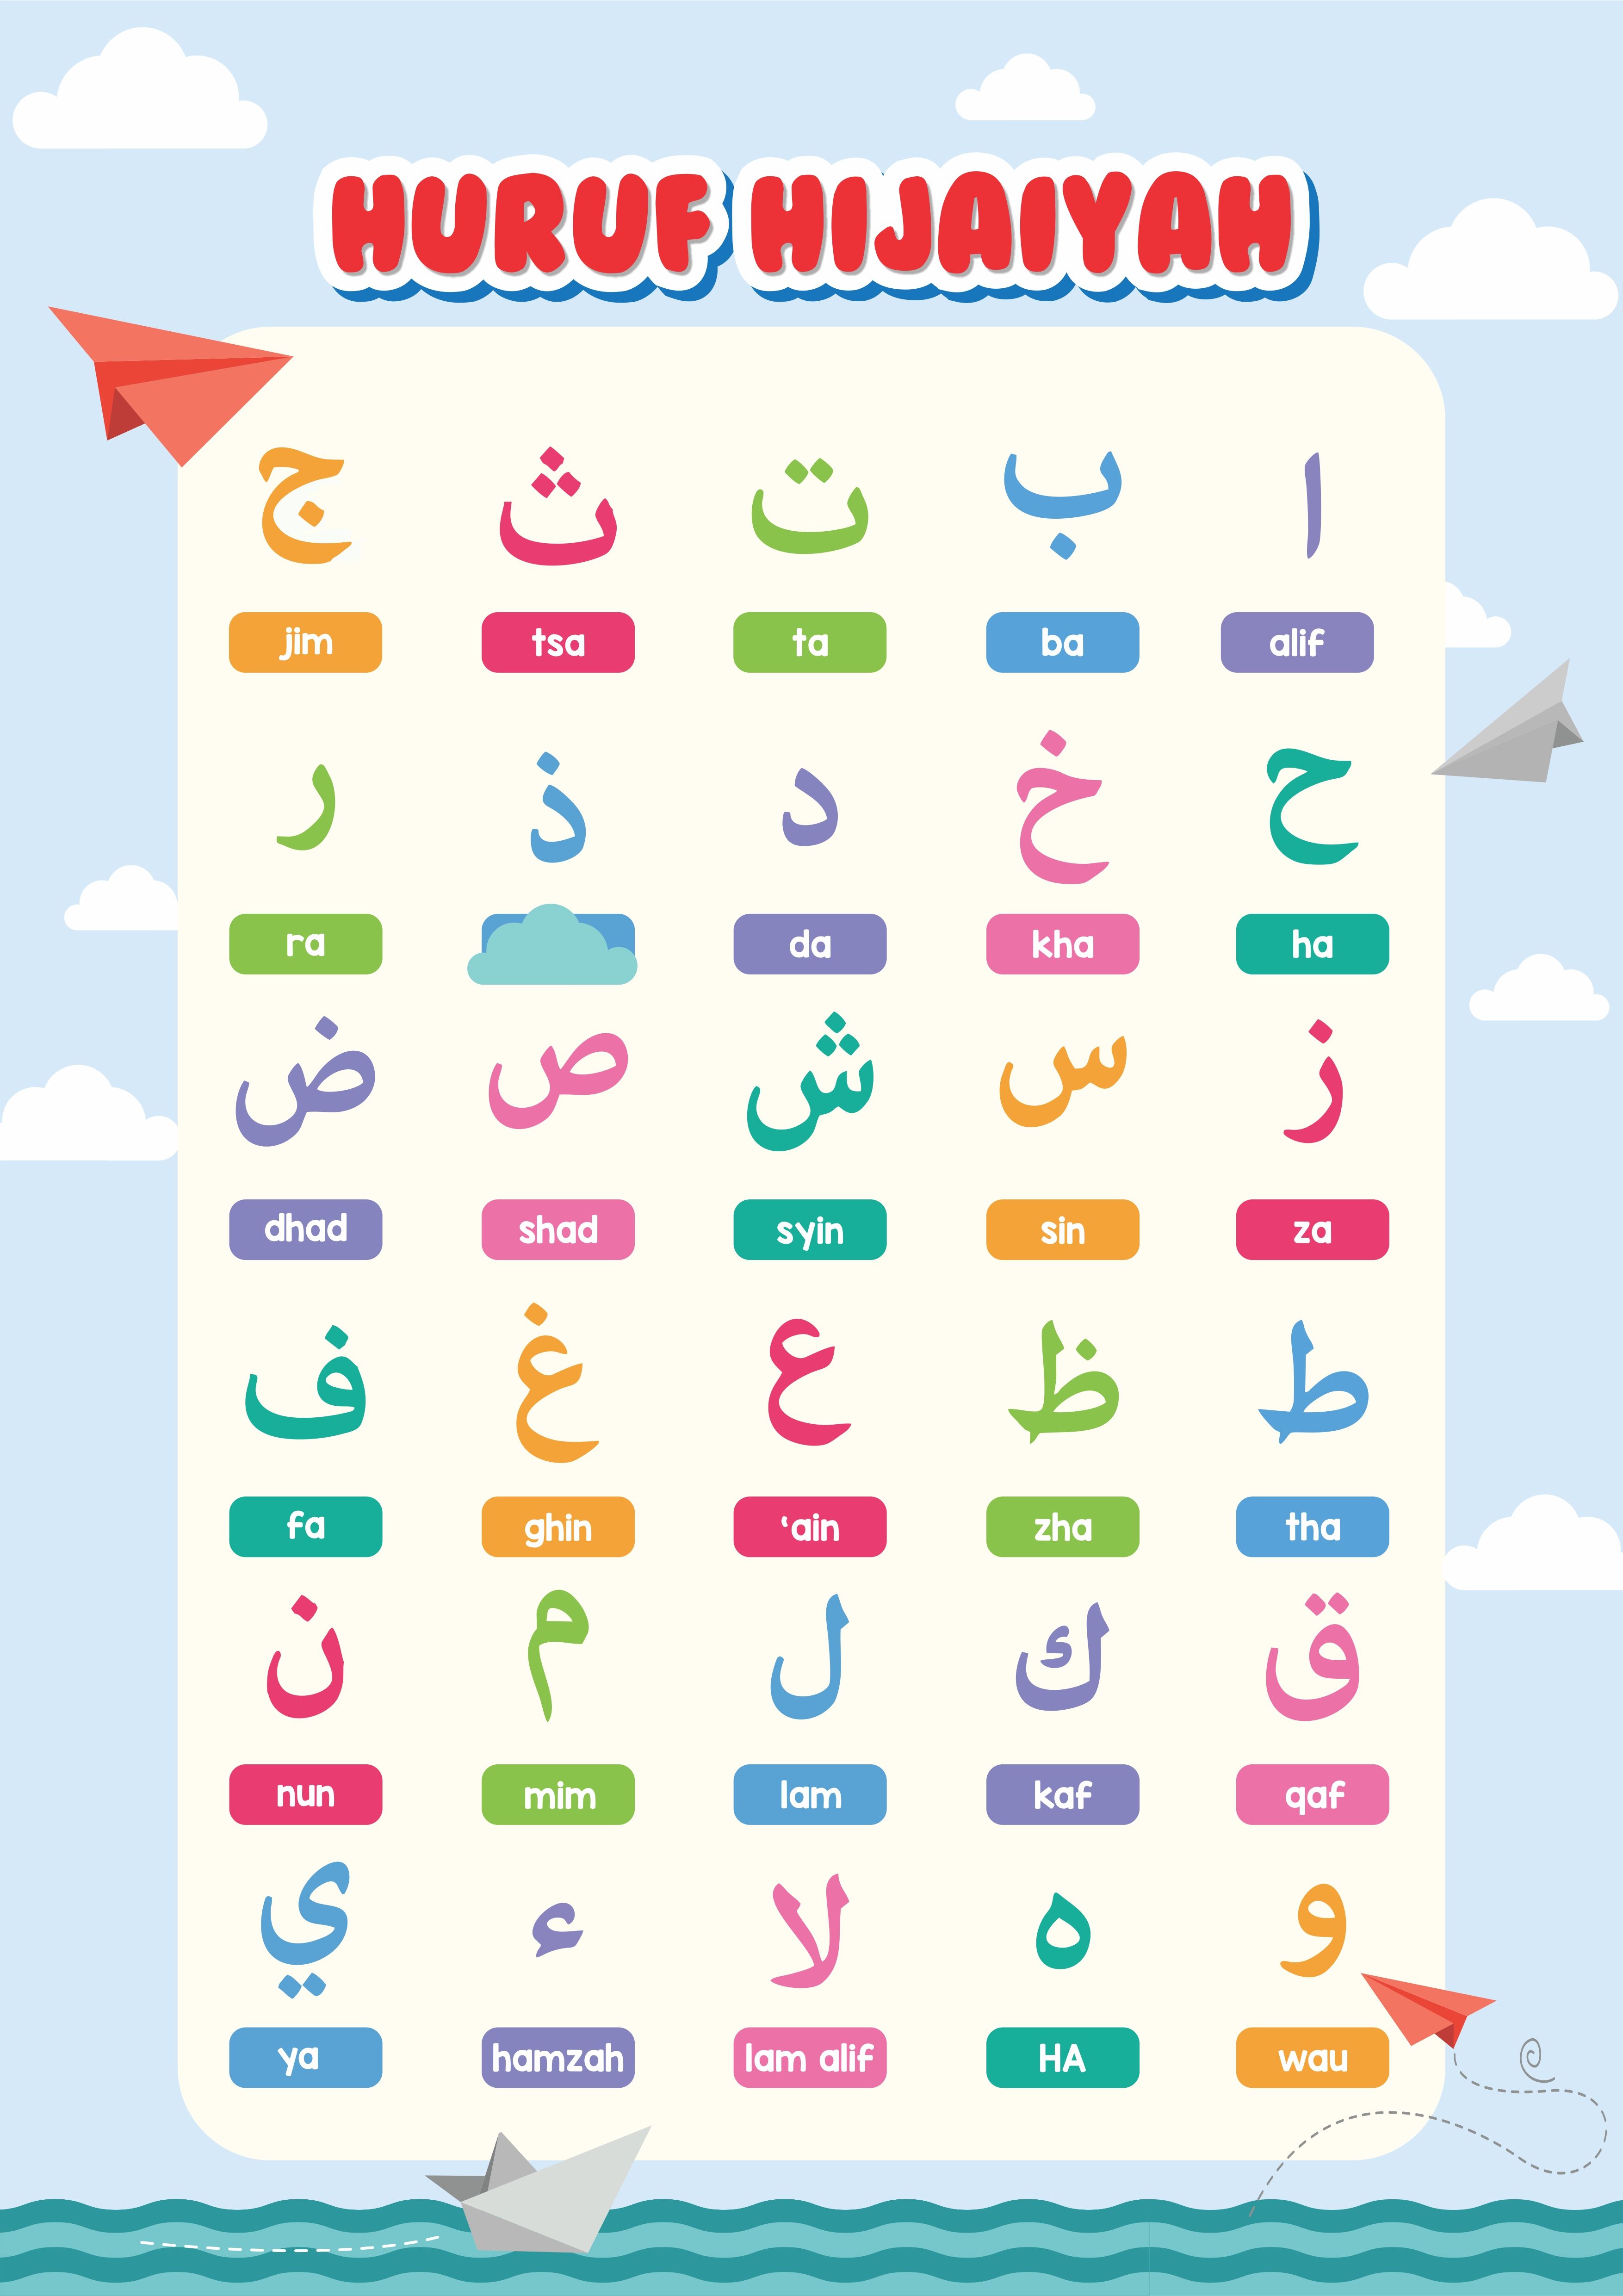 HURUF HIJAIYAH
ا ب ت ث ج
alif ba ta tsa jim
ح خ د ذ ر
ha kha da ra
ز س ش ص ض
za sin syin shad dhad
ط ظ ع غ ف
tha zha ‘ain ghin fa
ق ك ل م ن
qaf kaf lam mim nun
و ه لا ء ي
wau HA lam alif hamzah ya